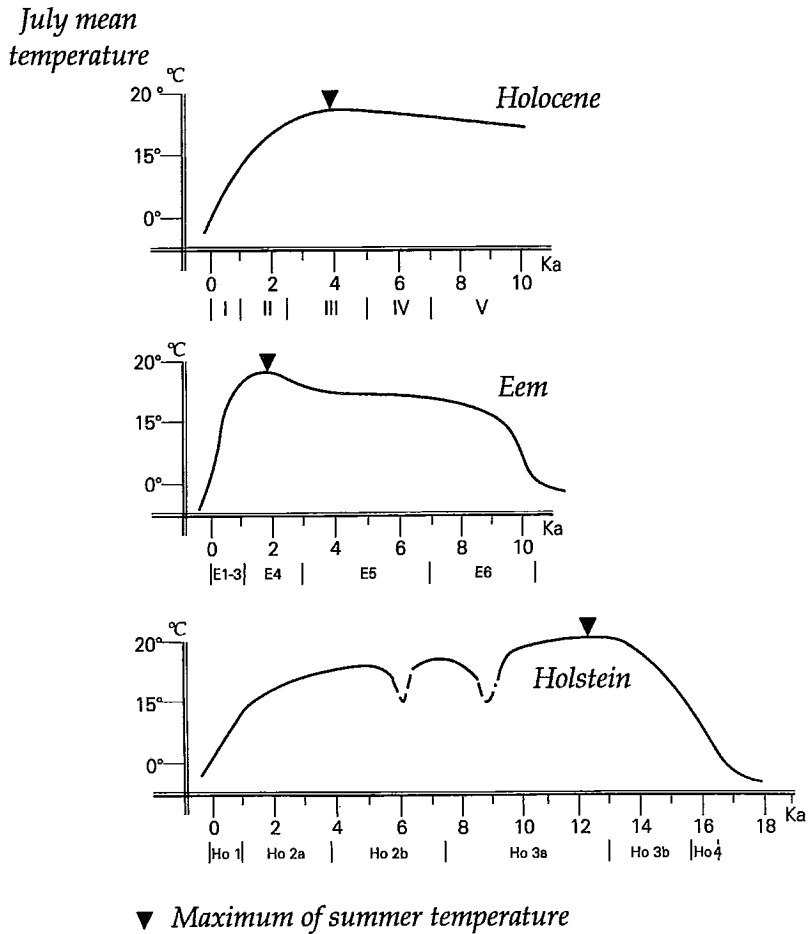 July mean
temperature
°C
20°
Holocene
15°
0°
0 2 4 6 8 10 Ka
I II III IV V
°C
20°
Eem
15°
0°
0 2 4 6 8 10 Ka
E1-3 E4 E5 E6
°C
20°
Holstein
15°
0°
0 2 4 6 8 10 12 14 16 18 Ka
Ho 1 Ho 2a Ho 2b Ho 3a Ho 3b Ho 4
Maximum of summer temperature